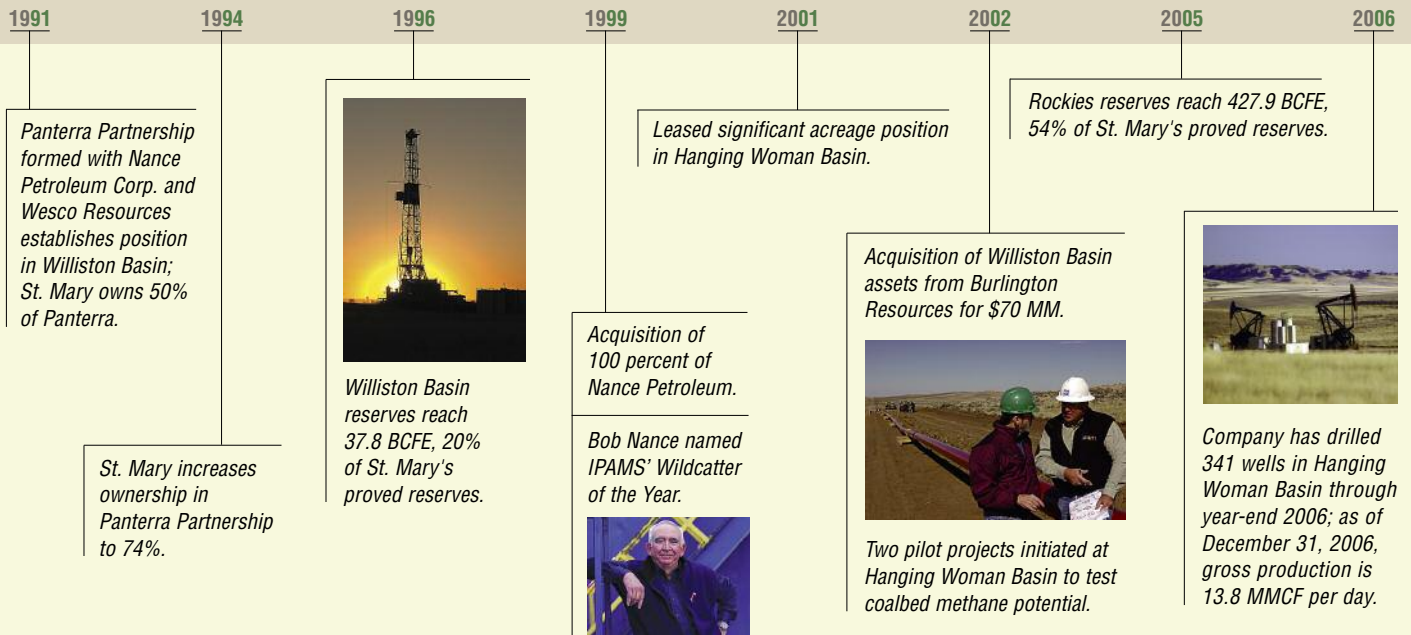 1991
1994
1996
1999
2001
2002
2005
2006
Panterra Partnership
formed with Nance
Petroleum Corp. and
Wesco Resources
establishes position
in Williston Basin;
St. Mary owns 50%
of Panterra.
St. Mary increases
ownership in
Panterra Partnership
to 74%.
Williston Basin
reserves reach
37.8 BCFE, 20%
of St. Mary's
proved reserves.
Acquisition of
100 percent of
Nance Petroleum.
Bob Nance named
IPAMS’ Wildcatter
of the Year.
Leased significant acreage position
in Hanging Woman Basin.
Acquisition of Williston Basin
assets from Burlington
Resources for $70 MM.
Two pilot projects initiated at
Hanging Woman Basin to test
coalbed methane potential.
Rockies reserves reach 427.9 BCFE,
54% of St. Mary's proved reserves.
Company has drilled
341 wells in Hanging
Woman Basin through
year-end 2006; as of
December 31, 2006,
gross production is
13.8 MMCF per day.